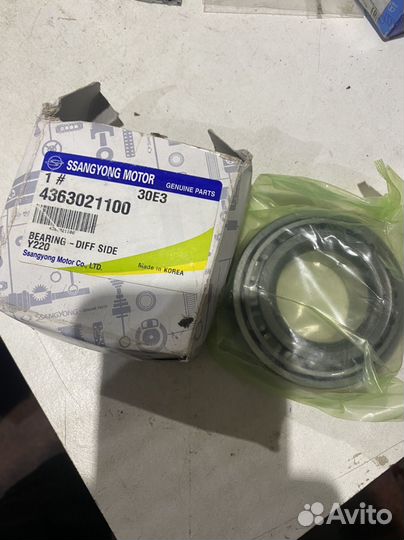 SSANGYONG MOTOR
GENUINE PARTS
1 #
30E3
4363021100
4363021100
BEARING - DIFF SIDE
Y220
Ssangyong Motor Co., LTD.
Made in KOREA
Avito